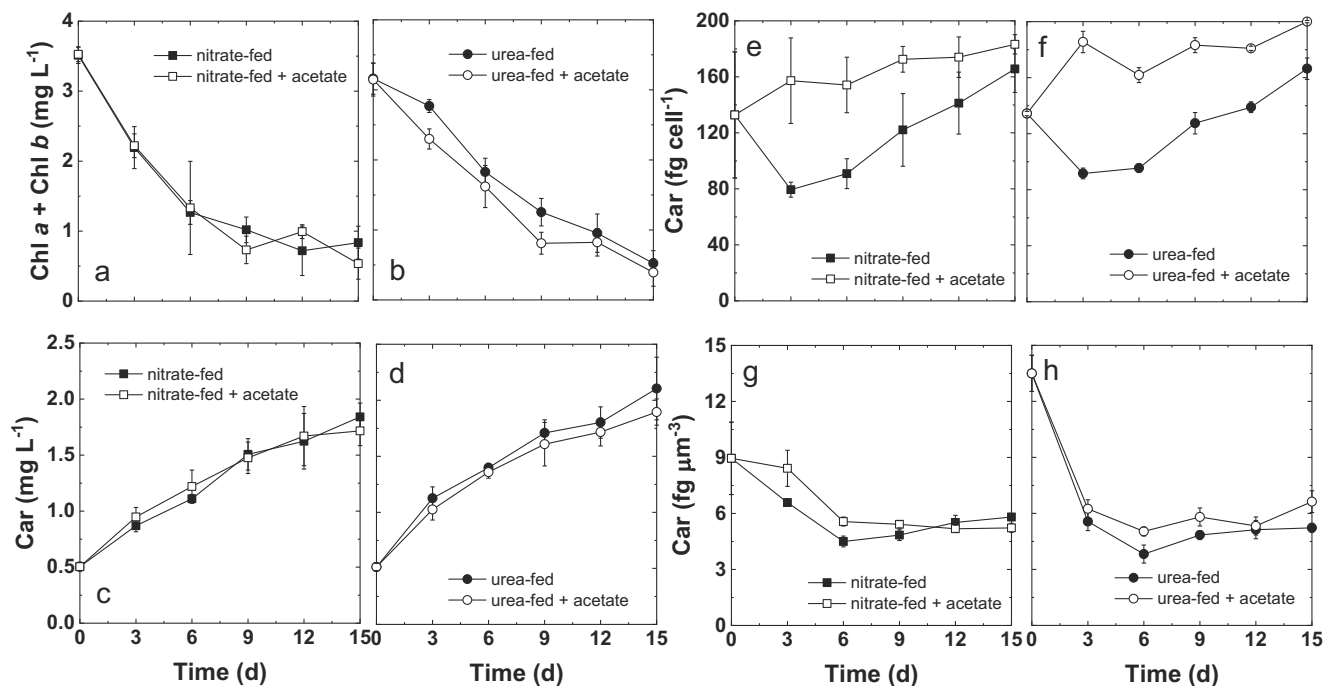 Chl a + Chl b (mg L-1)
4
3
2
1
0
nitrate-fed
nitrate-fed + acetate
a
urea-fed
urea-fed + acetate
b
Car (mg L-1)
2.5
2.0
1.5
1.0
0.5
0.0
nitrate-fed
nitrate-fed + acetate
c
0 3 6 9 12 15
Time (d)
d
urea-fed
urea-fed + acetate
0 3 6 9 12 15
Time (d)
Car (fg cell-1)
200
160
120
80
40
0
e
nitrate-fed
nitrate-fed + acetate
f
urea-fed
urea-fed + acetate
Car (fg μm-3)
15
12
9
6
3
0
g
nitrate-fed
nitrate-fed + acetate
0 3 6 9 12 15
Time (d)
h
urea-fed
urea-fed + acetate
0 3 6 9 12 15
Time (d)